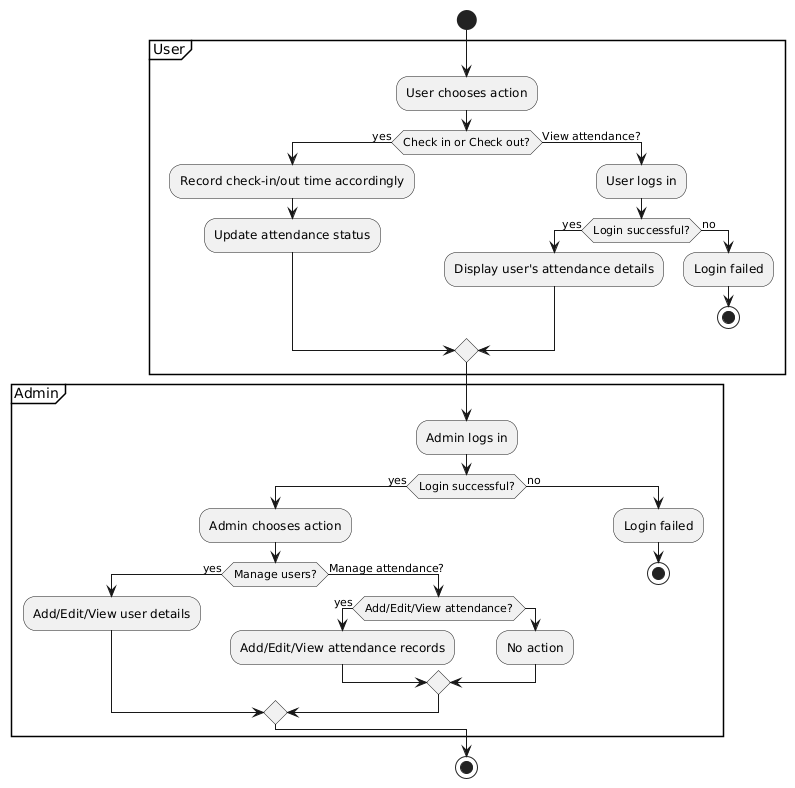 User
User chooses action
yes
Check in or Check out?
View attendance?
Record check-in/out time accordingly
User logs in
Update attendance status
yes
Login successful?
no
Display user's attendance details
Login failed
Admin
Admin logs in
yes
Login successful?
no
Admin chooses action
Login failed
yes
Manage users?
Manage attendance?
Add/Edit/View user details
yes
Add/Edit/View attendance?
Add/Edit/View attendance records
No action